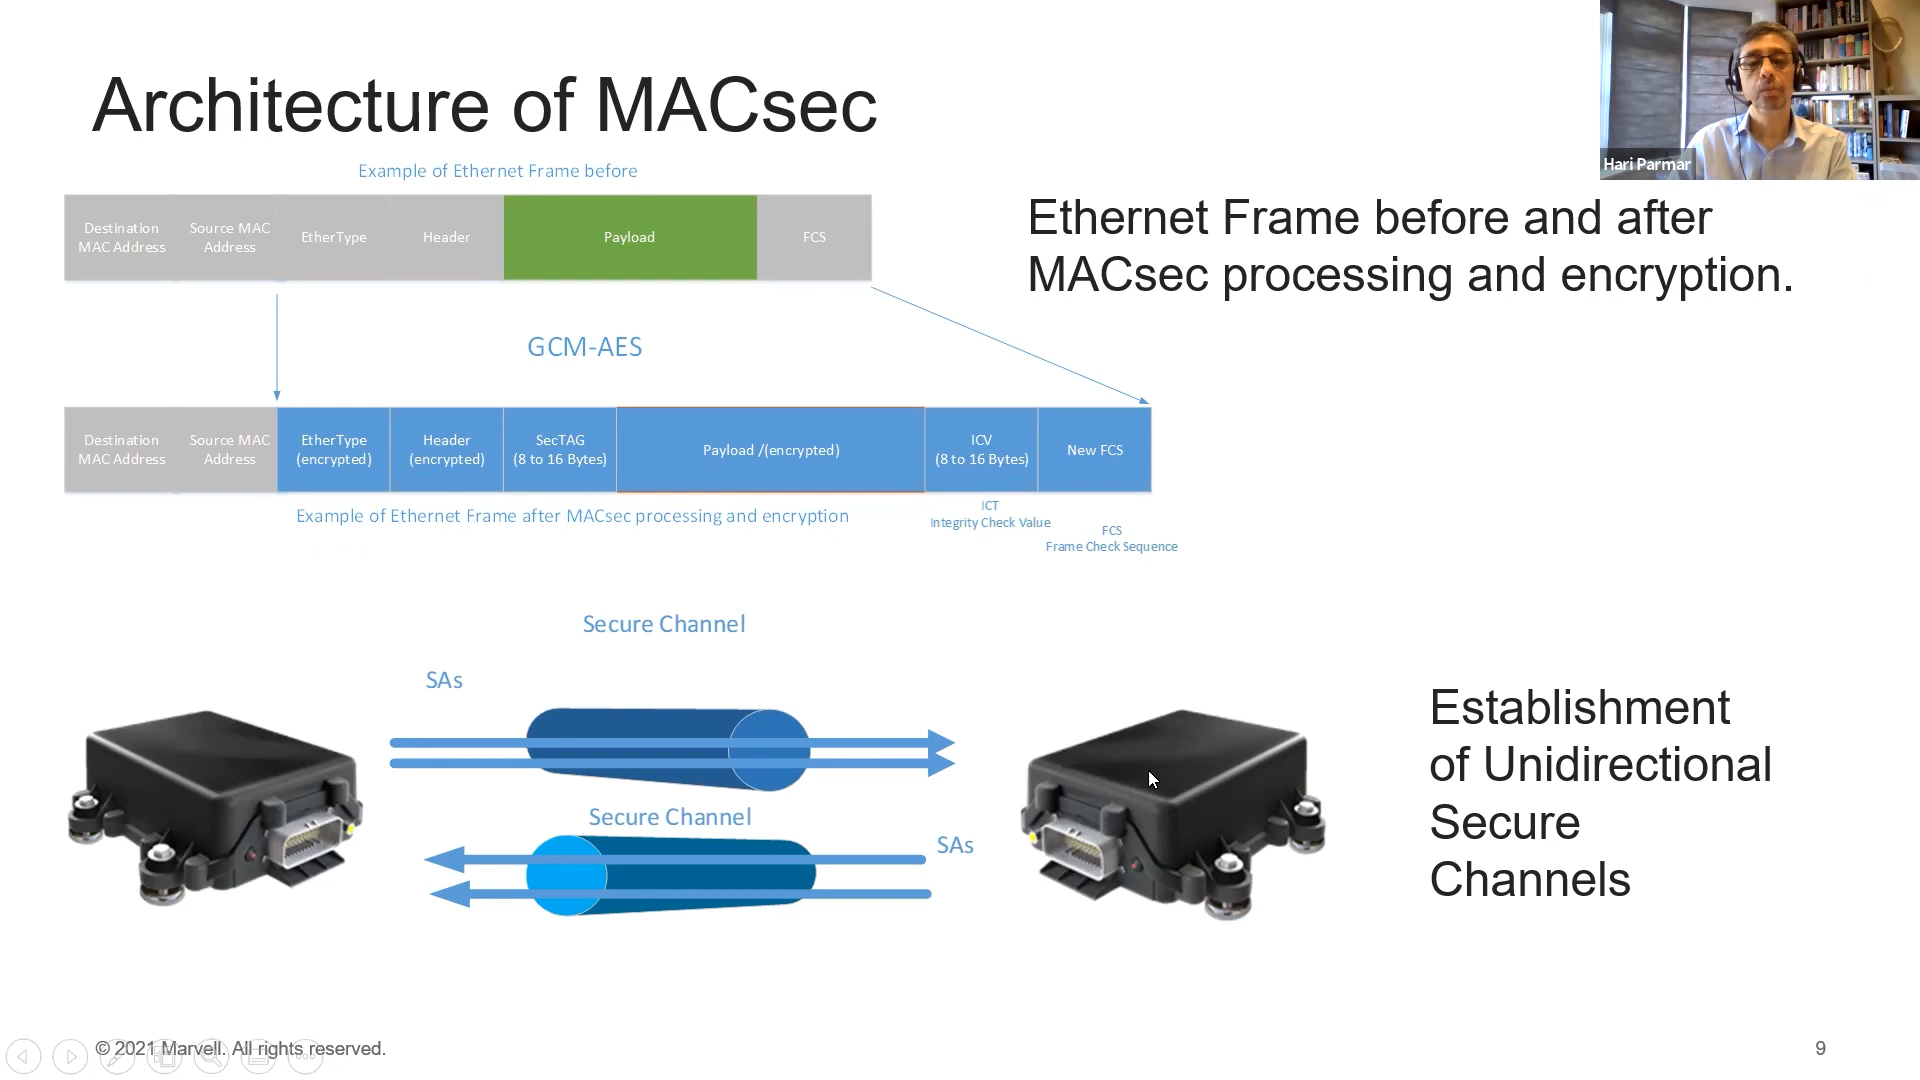 Architecture of MACsec
Hari Parmar
Example of Ethernet Frame before
Destination
MAC Address
Source MAC
Address
EtherType
Header
Payload
FCS
Ethernet Frame before and after
MACsec processing and encryption.
GCM-AES
Destination
MAC Address
Source MAC
Address
EtherType
(encrypted)
Header
(encrypted)
SecTAG
(8 to 16 Bytes)
Payload /(encrypted)
ICV
(8 to 16 Bytes)
New FCS
Example of Ethernet Frame after MACsec processing and encryption
ICT
Integrity Check Value
FCS
Frame Check Sequence
Secure Channel
SAs
Secure Channel
SAs
Establishment
of Unidirectional
Secure
Channels
© 2021 Marvell. All rights reserved.
9